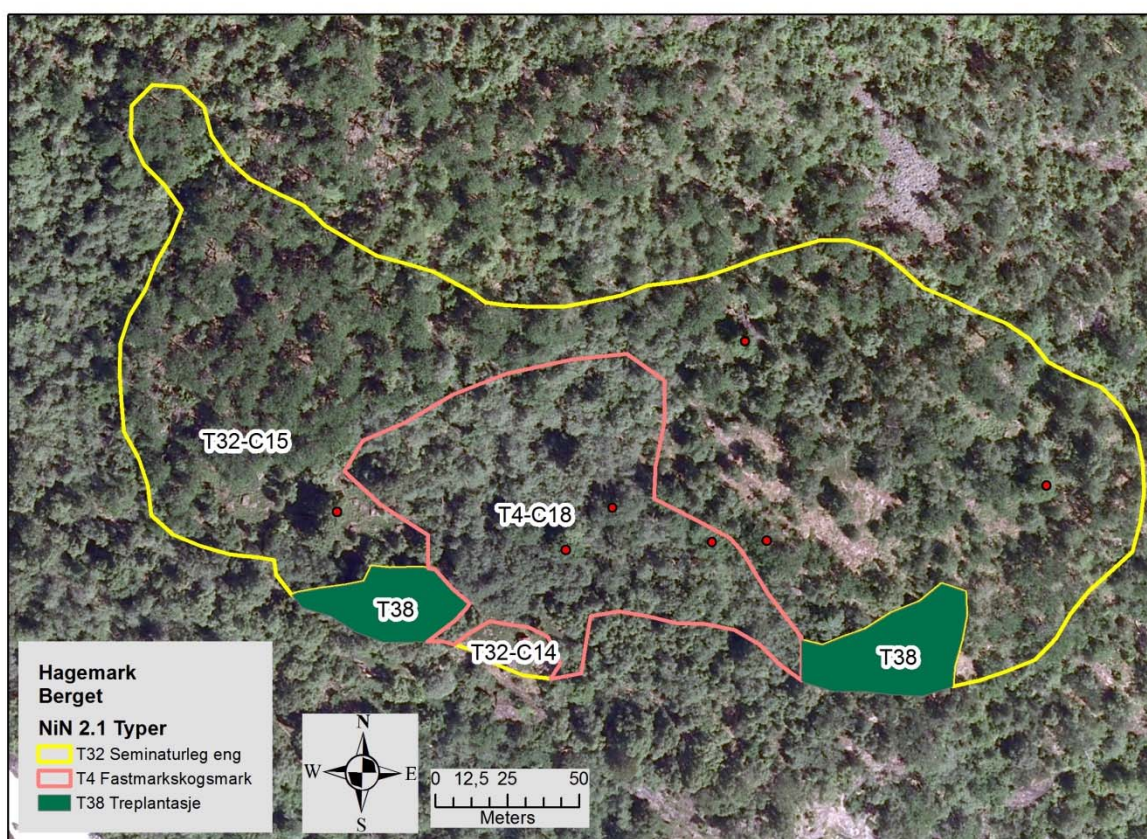 T32-C15
T4-C18
T38
T32-C14
T38
Hagemark
Berget
NiN 2.1 Typer
T32 Seminaturleg eng
T4 Fastmarkskogsmark
T38 Treplantasje
N
W
E
S
0 12,5 25 50
Meters